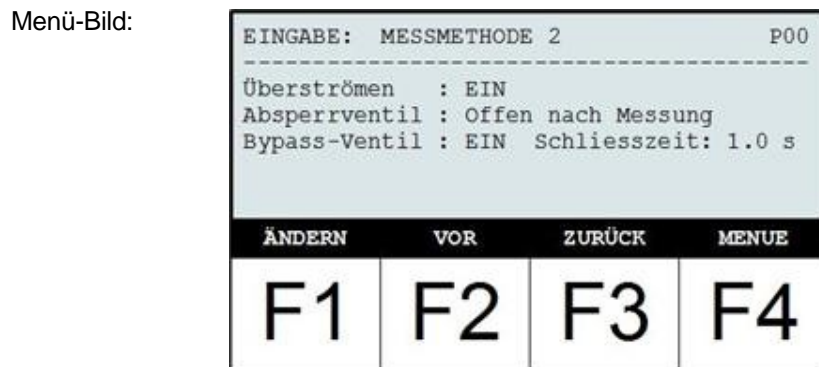 Menü-Bild:
EINGABE: MESSMETHODE 2 P00
-----------------------------------------
Überströmen : EIN
Absperrventil : Offen nach Messung
Bypass-Ventil : EIN Schliesszeit: 1.0 s
ÄNDERN VOR ZURÜCK MENUE
F1 F2 F3 F4